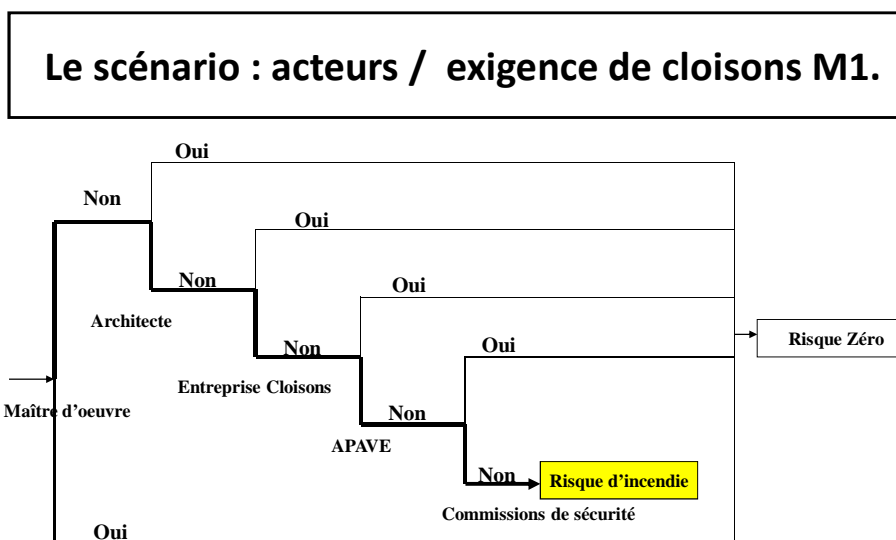 Le scénario : acteurs / exigence de cloisons M1.
Oui
Non
Oui
Non
Oui
Architecte
Non
Oui
Risque Zéro
Entreprise Cloisons
Maître d'oeuvre
Non
APAVE
Non
Risque d'incendie
Commissions de sécurité
Oui